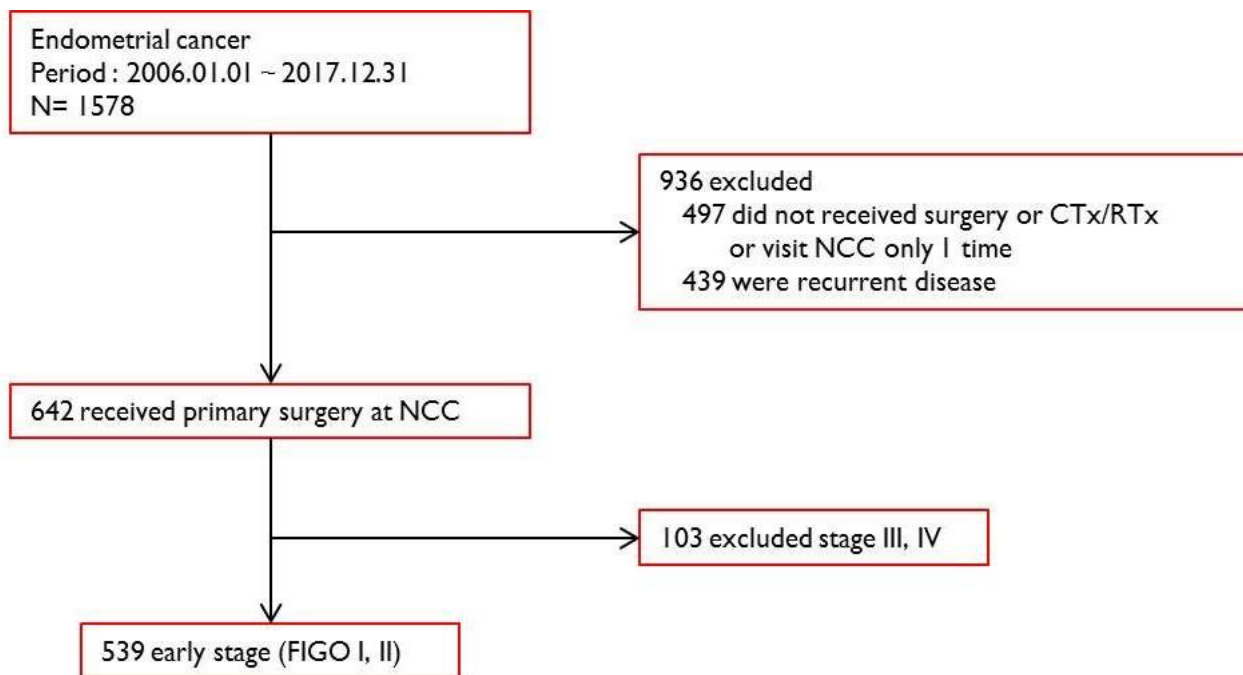 Endometrial cancer
Period : 2006.01.01 ~ 2017.12.31
N= 1578
936 excluded
497 did not received surgery or CTx/RTx
or visit NCC only 1 time
439 were recurrent disease
642 received primary surgery at NCC
103 excluded stage III, IV
539 early stage (FIGO I, II)